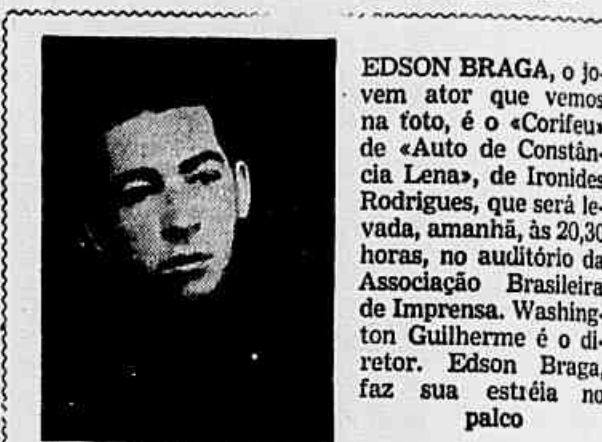 EDSON BRAGA, o jo-
vem ator que vemos
na foto, é o «Corifeu»
de «Auto de Constân-
cia Lena», de Ironides
Rodrigues, que será le-
vada, amanhã, às 20,30
horas, no auditório da
Associação Brasileira
de Imprensa. Washing-
ton Guilherme é o di-
retor. Edson Braga,
faz sua estréia no
palco